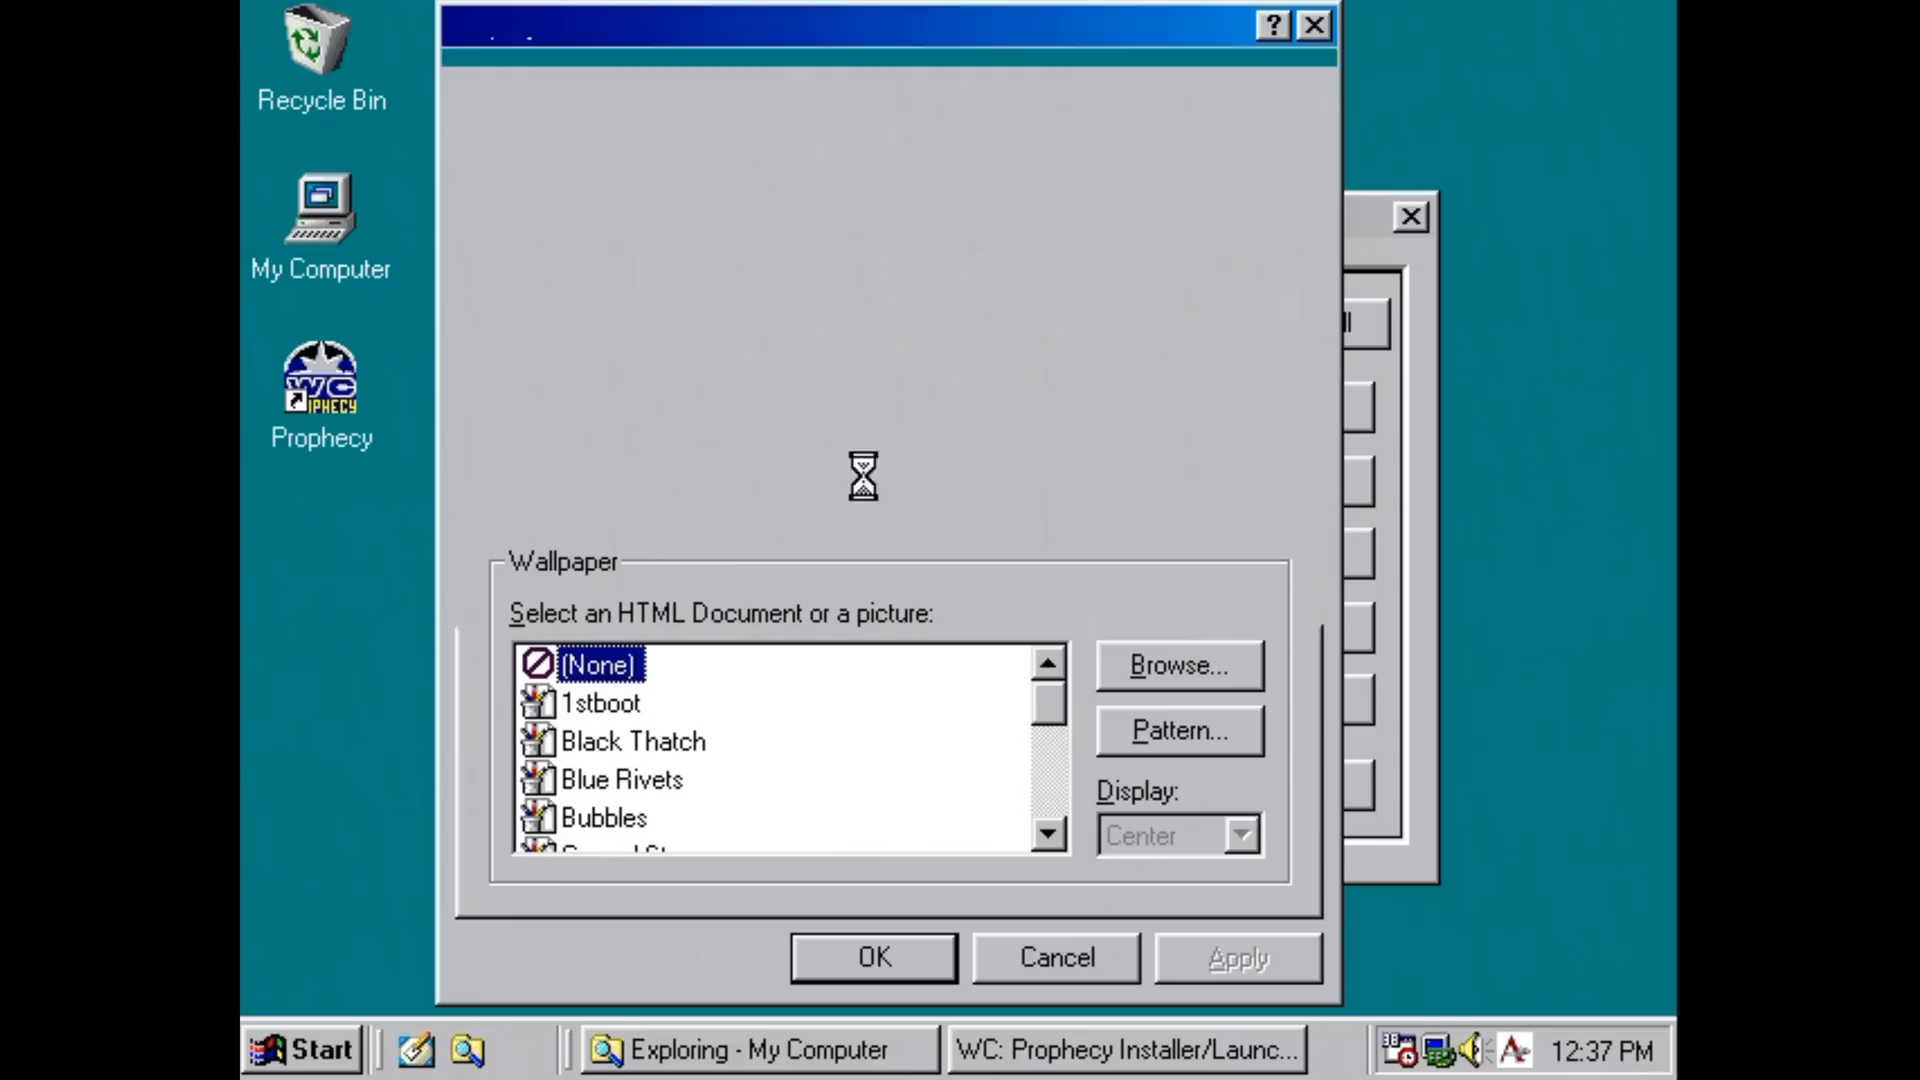 Recycle Bin
My Computer
WC
Prophecy
Wallpaper
Select an HTML Document or a picture:
(None)
1stboot
Black Thatch
Blue Rivets
Bubbles
Browse...
Pattern...
Display:
Center
OK
Cancel
Apply
Start
Exploring - My Computer
WC: Prophecy Installer/Launc...
12:37 PM